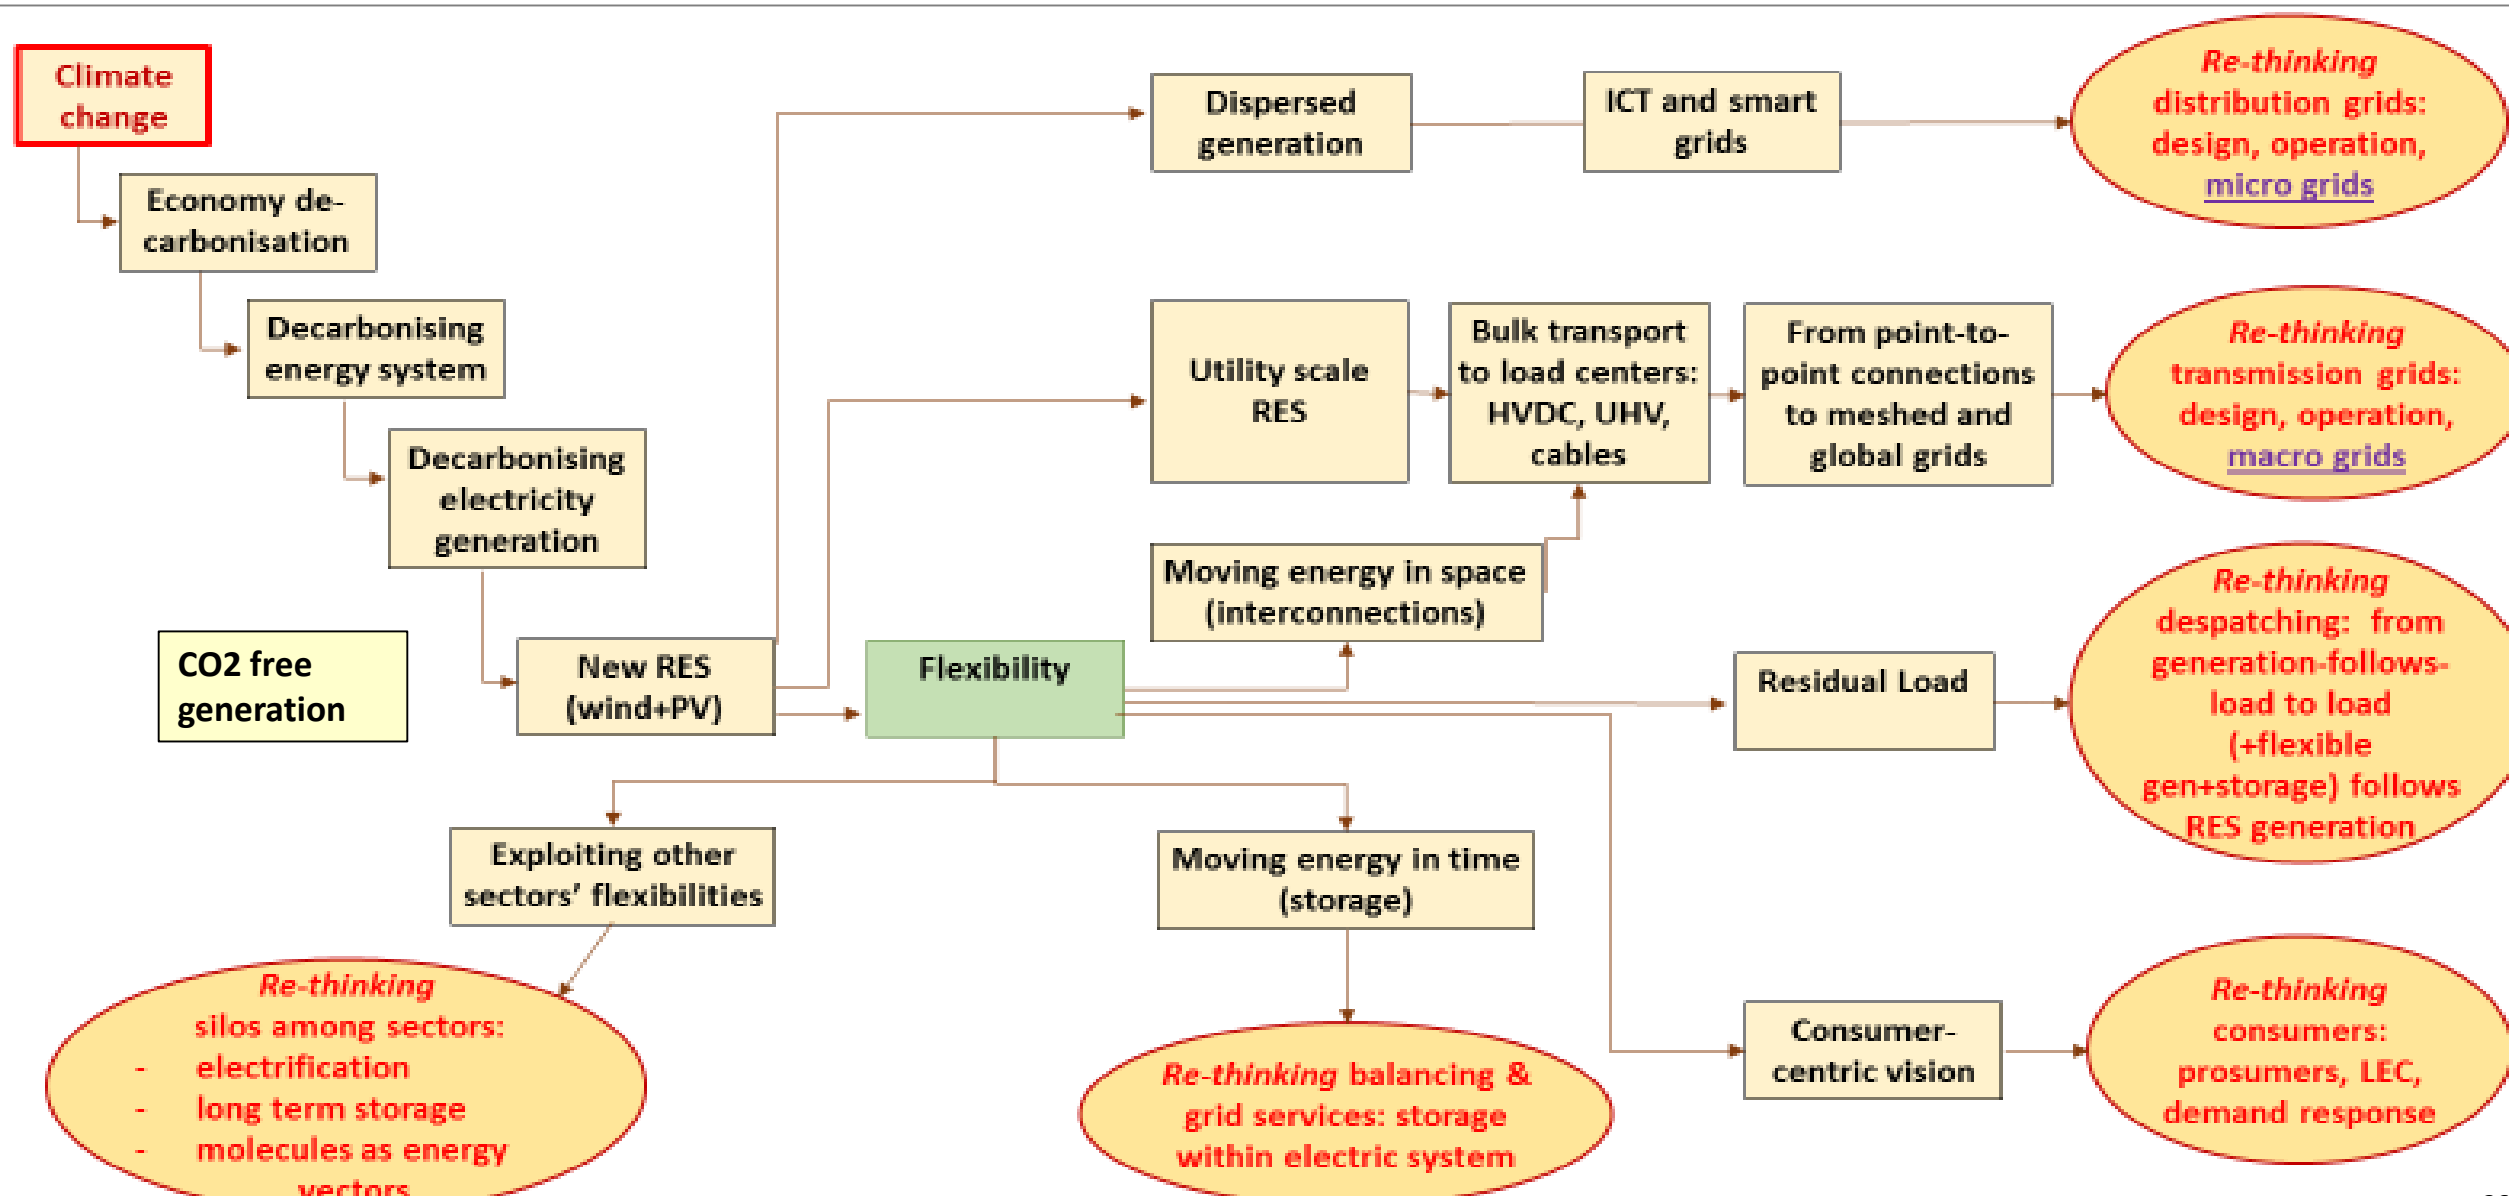 Climate
change
Economy de-
carbonisation
Decarbonising
energy system
Decarbonising
electricity
generation
CO2 free
generation
New RES
(wind+PV)
Flexibility
Dispersed
generation
ICT and smart
grids
Re-thinking
distribution grids:
design, operation,
micro grids
Utility scale
RES
Bulk transport
to load centers:
HVDC, UHV,
cables
From point-to-
point connections
to meshed and
global grids
Re-thinking
transmission grids:
design, operation,
macro grids
Moving energy in space
(interconnections)
Residual Load
Re-thinking
despatching: from
generation-follows-
load to load
(+flexible
gen+storage) follows
RES generation
Exploiting other
sectors' flexibilities
Moving energy in time
(storage)
Re-thinking
silos among sectors:
- electrification
- long term storage
- molecules as energy
vectors
Re-thinking balancing &
grid services: storage
within electric system
Consumer-
centric vision
Re-thinking
consumers:
prosumers, LEC,
demand response